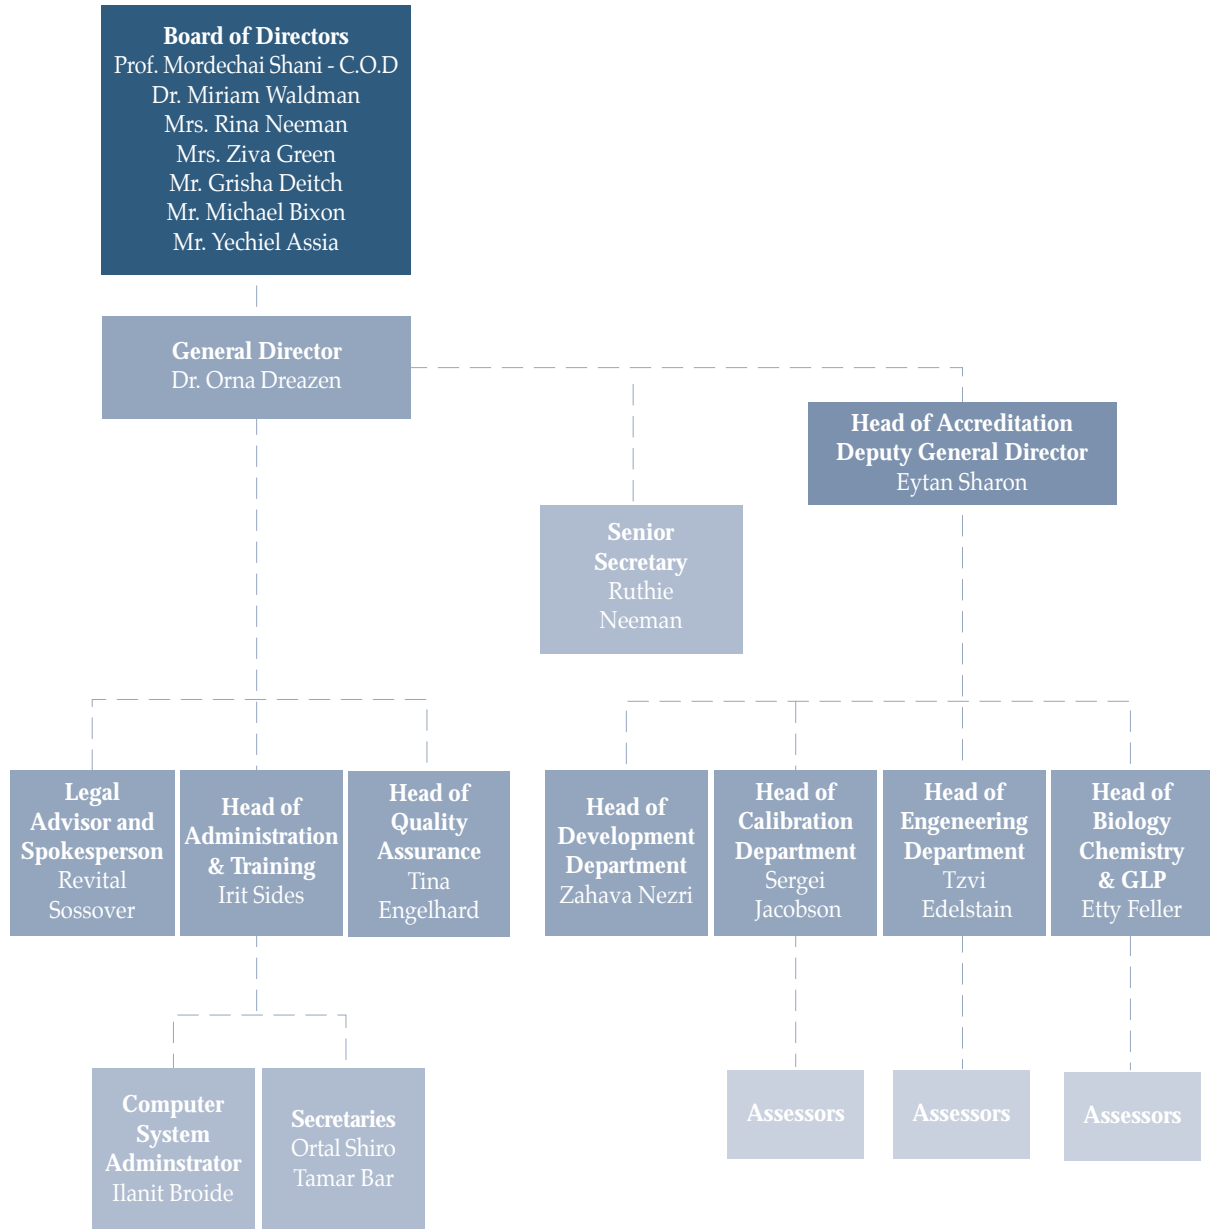 Board of Directors
Prof. Mordechai Shani - C.O.D
Dr. Miriam Waldman
Mrs. Rina Neeman
Mrs. Ziva Green
Mr. Grisha Deitch
Mr. Michael Bixon
Mr. Yechiel Assia
General Director
Dr. Orna Dreazen
Head of Accreditation
Deputy General Director
Eytan Sharon
Senior
Secretary
Ruthie
Neeman
Legal
Advisor and
Spokesperson
Revital
Sossover
Head of
Administration
& Training
Irit Sides
Head of
Quality
Assurance
Tina
Engelhard
Head of
Development
Department
Zahava Nezri
Head of
Calibration
Department
Sergei
Jacobson
Head of
Engeneering
Department
Tzvi
Edelstain
Head of
Biology
Chemistry
& GLP
Etty Feller
Computer
System
Adminstrator
Ilanit Broide
Secretaries
Ortal Shiro
Tamar Bar
Assessors
Assessors
Assessors